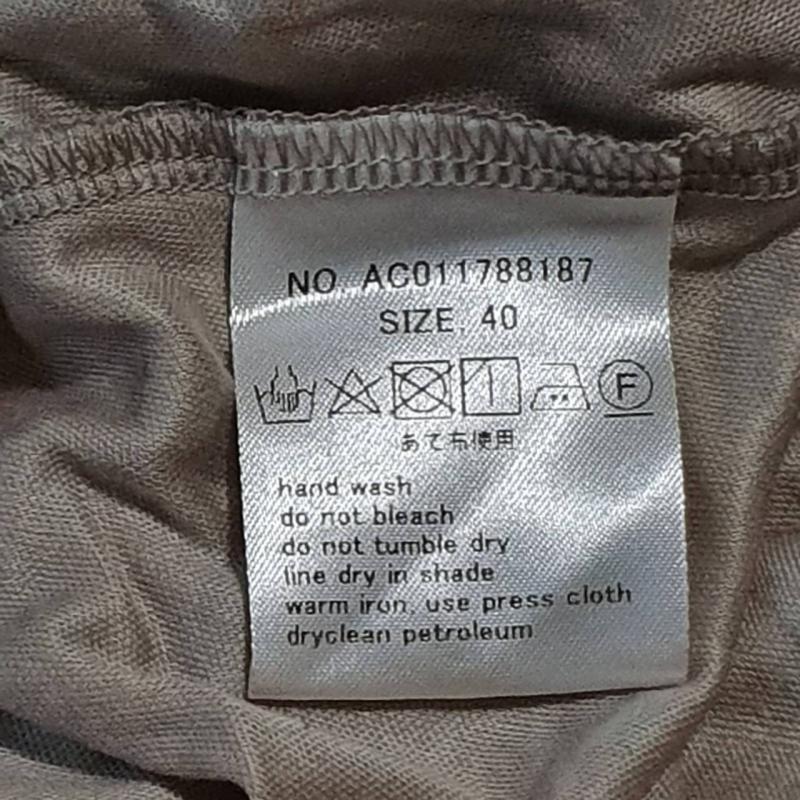 NO AC011788187
SIZE. 40
F
あて布使用
hand wash
do not bleach
do not tumble dry
line dry in shade
warm iron, use press cloth
dryclean petroleum